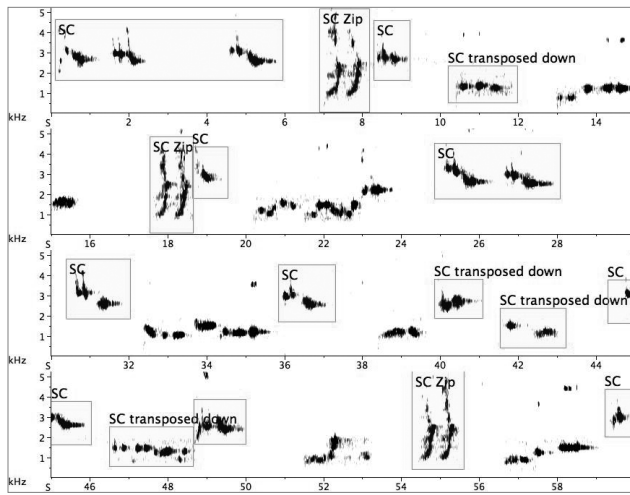 SC
SC Zip
SC
SC transposed down
5
4
3
2
1
kHz
S
2
4
6
8
10
12
14
SC Zip
SC
SC
5
4
3
2
1
kHz
S
16
18
20
22
24
26
28
SC
SC
SC transposed down
SC transposed down
SC
5
4
3
2
1
kHz
S
32
34
36
38
40
42
44
SC
SC transposed down
SC Zip
SC
5
4
3
2
1
kHz
S
46
48
50
52
54
56
58